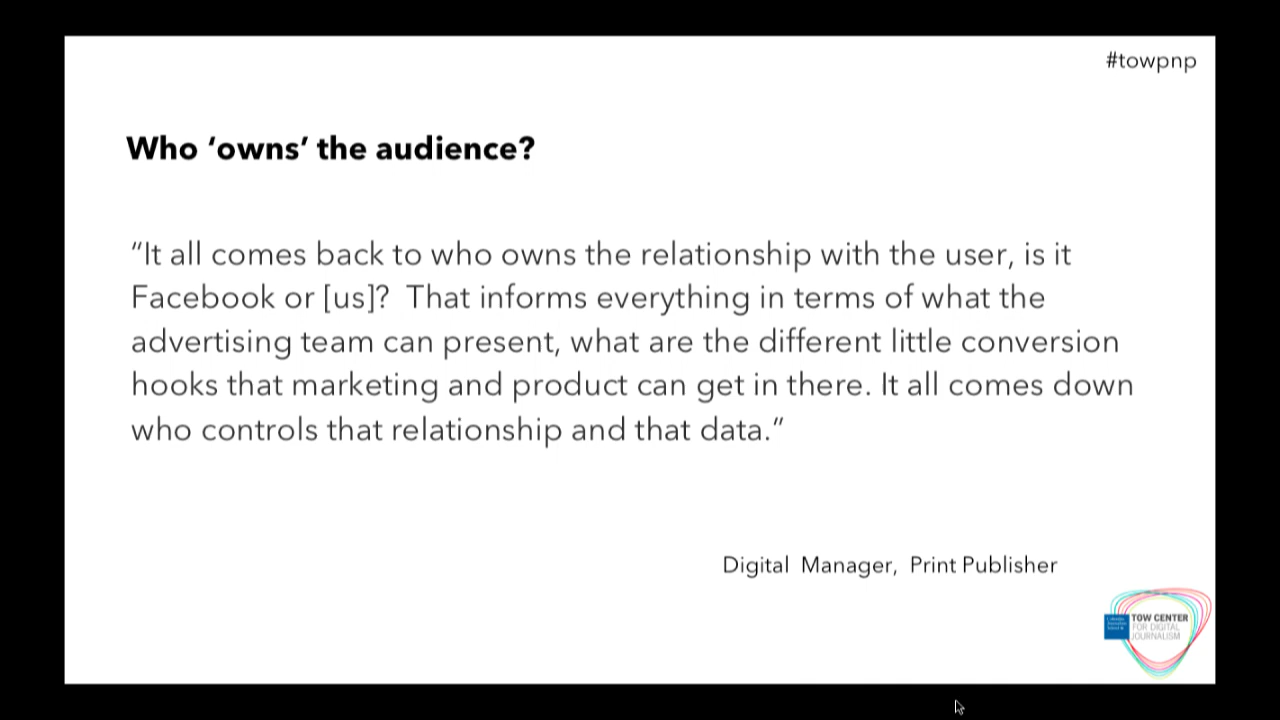 #towpnp
Who ‘owns’ the audience?
“It all comes back to who owns the relationship with the user, is it
Facebook or [us]?  That informs everything in terms of what the
advertising team can present, what are the different little conversion
hooks that marketing and product can get in there. It all comes down
who controls that relationship and that data.”
Digital  Manager,  Print Publisher
TOW CENTER
FOR DIGITAL
JOURNALISM